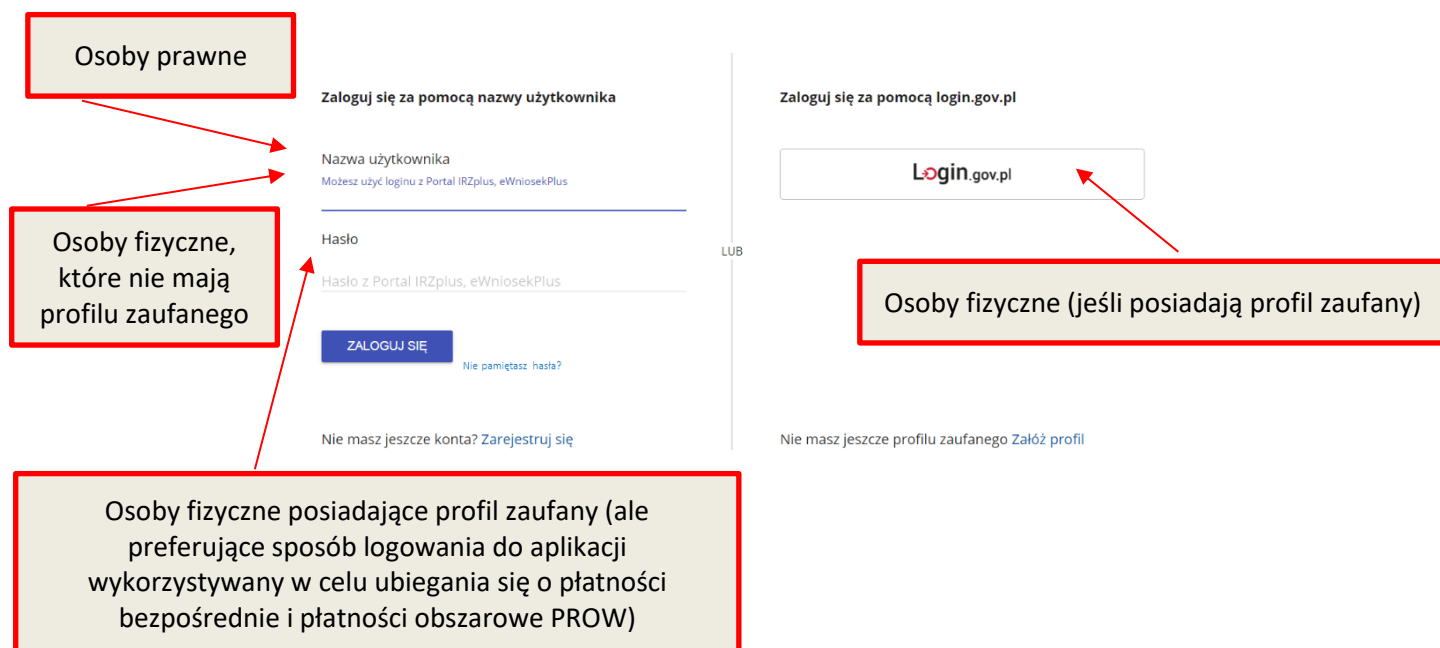 Osoby prawne
Zaloguj się za pomocą nazwy użytkownika
Nazwa użytkownika
Możesz użyć loginu z Portal IRZplus, eWniosekPlus
Osoby fizyczne,
które nie mają
profilu zaufanego
Hasło
Hasło z Portal IRZplus, eWniosekPlus
ZALOGUJ SIĘ
Nie pamiętasz hasła?
Nie masz jeszcze konta? Zarejestruj się
LUB
Zaloguj się za pomocą login.gov.pl
Login.gov.pl
Osoby fizyczne (jeśli posiadają profil zaufany)
Nie masz jeszcze profilu zaufanego Załóż profil
Osoby fizyczne posiadające profil zaufany (ale
preferujące sposób logowania do aplikacji
wykorzystywany w celu ubiegania się o płatności
bezpośrednie i płatności obszarowe PROW)